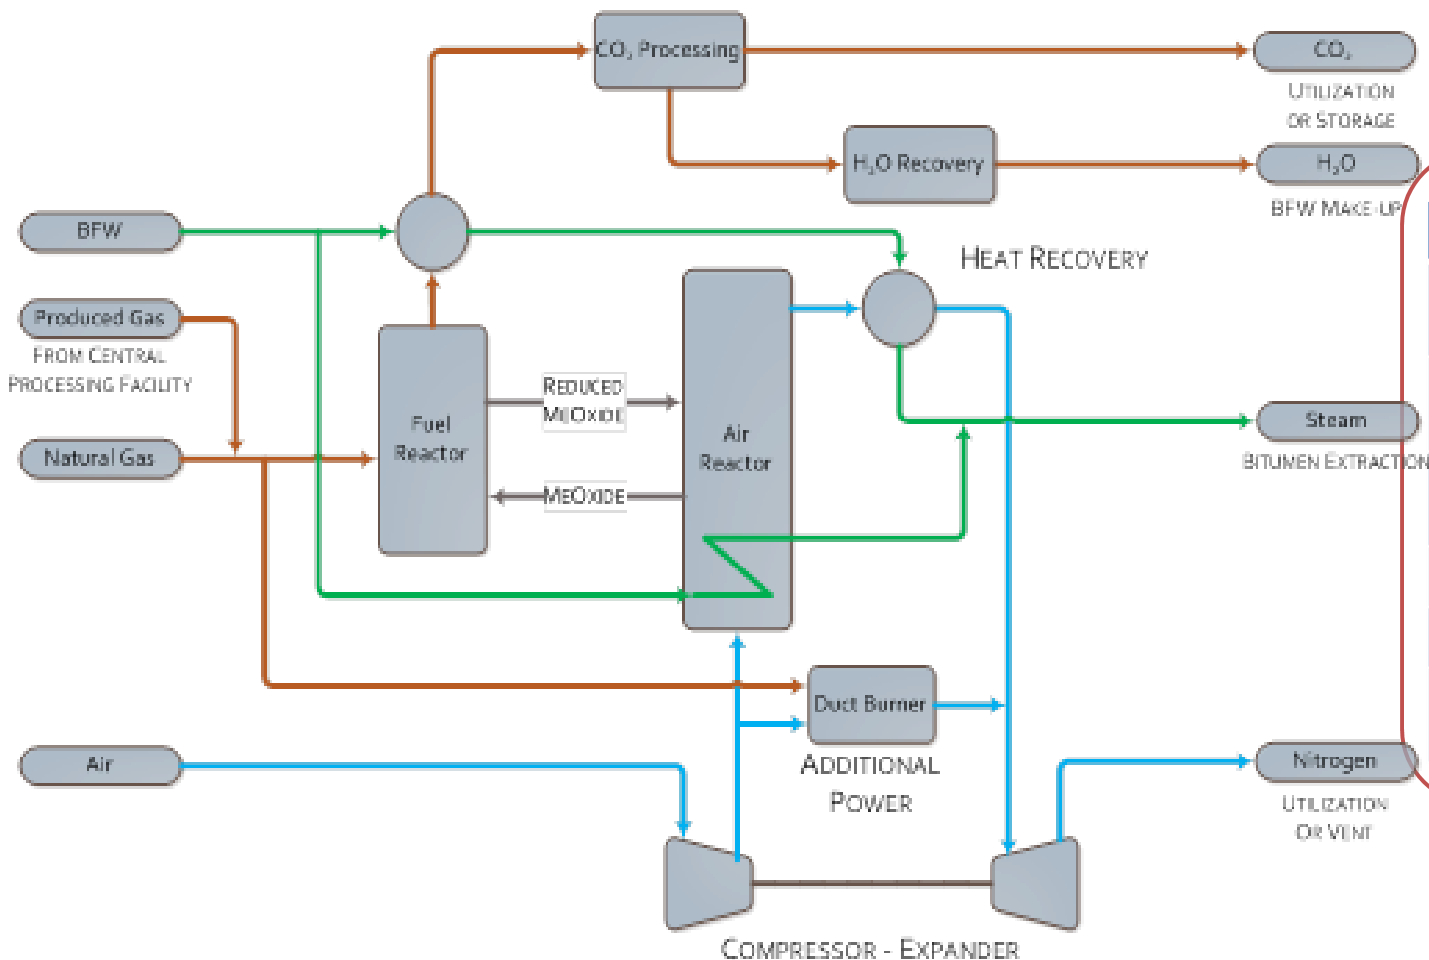 CO₂ Processing
CO₂
UTILIZATION
OR STORAGE
H₂O Recovery
H₂O
BFW MAKE-UP
BFW
HEAT RECOVERY
Produced Gas
FROM CENTRAL
PROCESSING FACILITY
Fuel
Reactor
REDUCED
MEOXIDE
Air
Reactor
Steam
BITUMEN EXTRACTION
Natural Gas
MEOXIDE
Duct Burner
ADDITIONAL
POWER
Air
Nitrogen
UTILIZATION
OR VENT
COMPRESSOR - EXPANDER